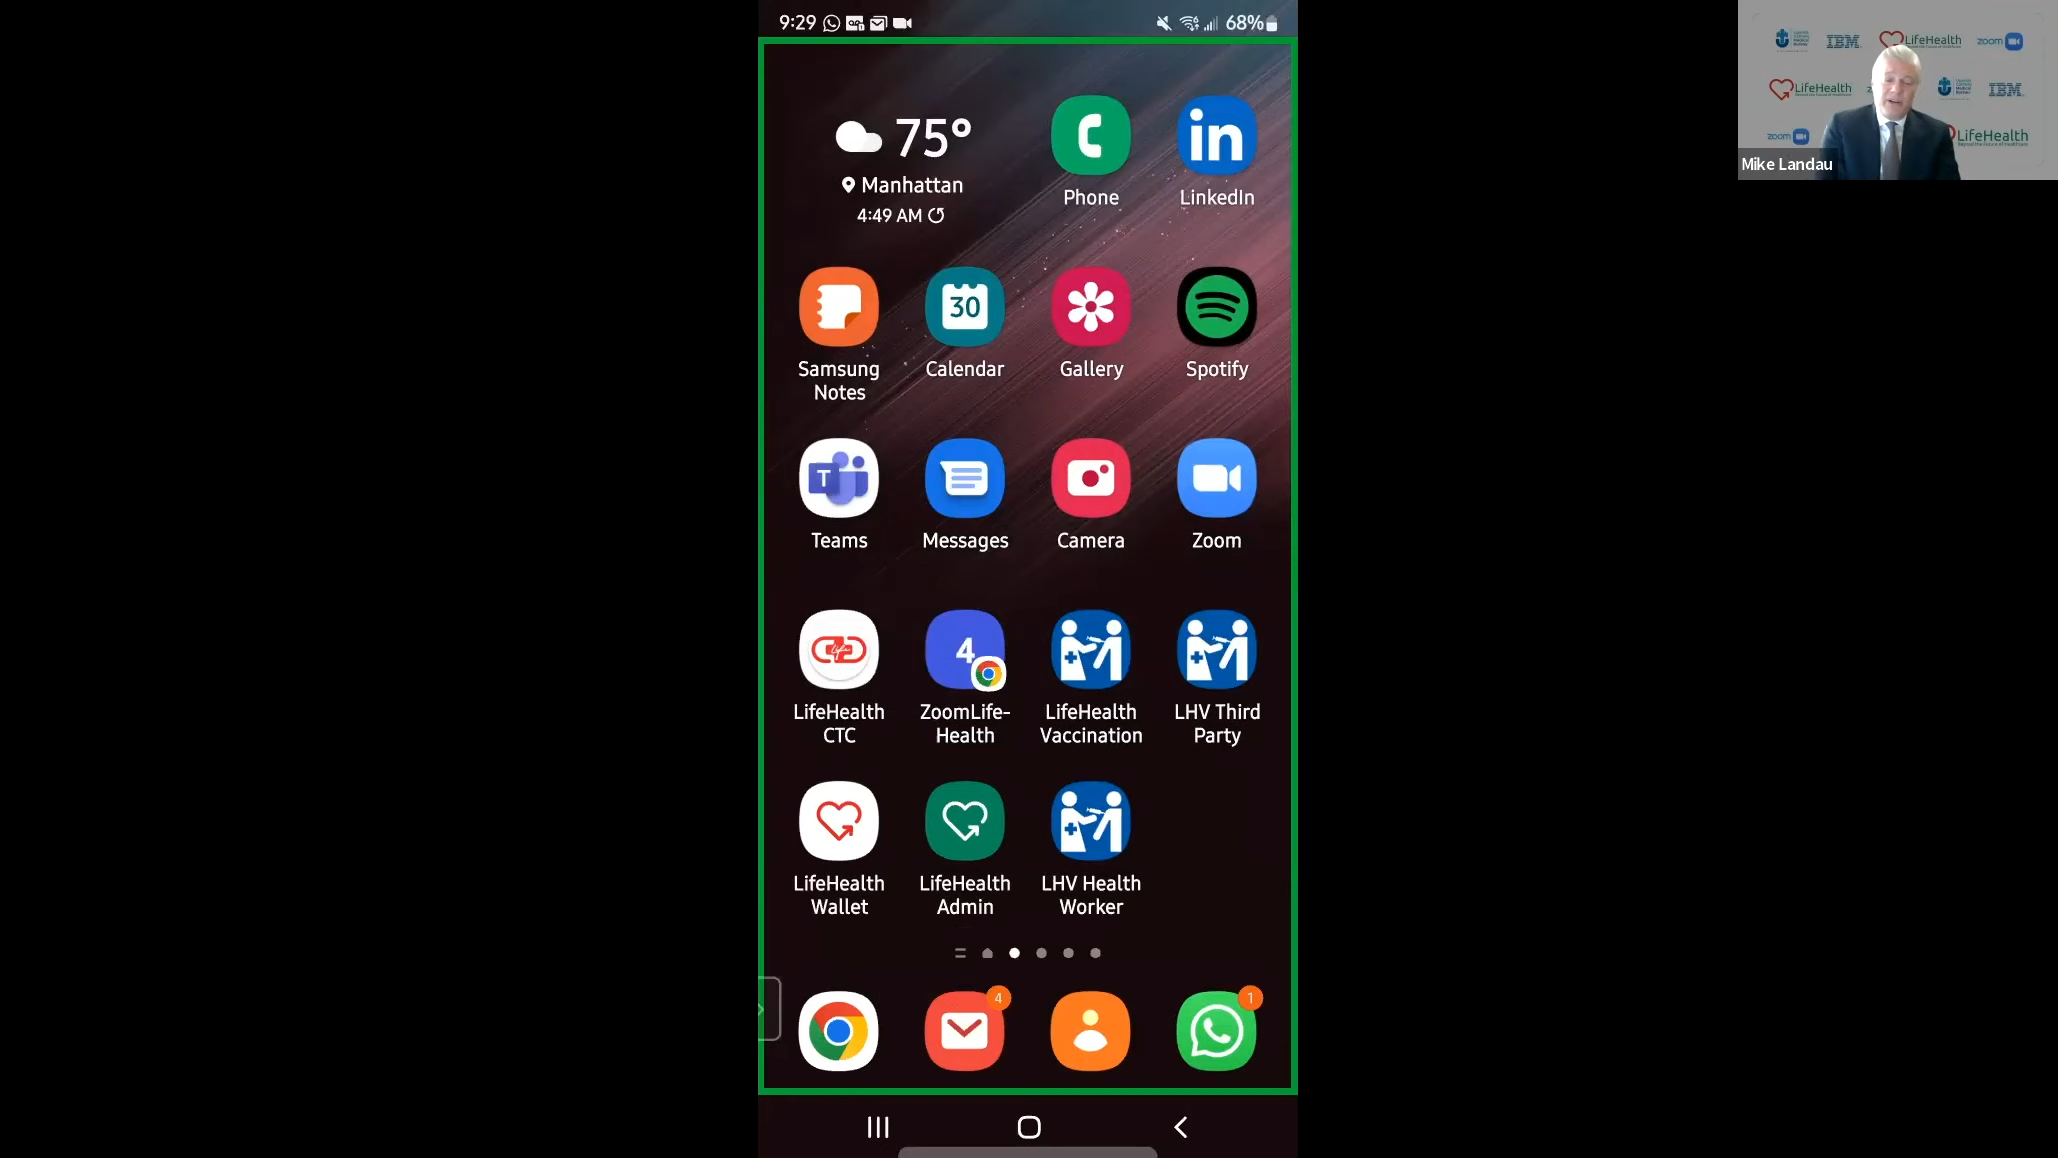 9:29
68%
75°
Manhattan
4:49 AM
Phone
LinkedIn
in
30
Samsung
Notes
Calendar
Gallery
Spotify
T
Teams
Messages
Camera
Zoom
Life
4
LifeHealth
CTC
ZoomLife-
Health
LifeHealth
Vaccination
LHV Third
Party
LifeHealth
Wallet
LifeHealth
Admin
LHV Health
Worker
4
1
IBM
LifeHealth
zoom
LifeHealth
IBM
zoom
LifeHealth
Mike Landau